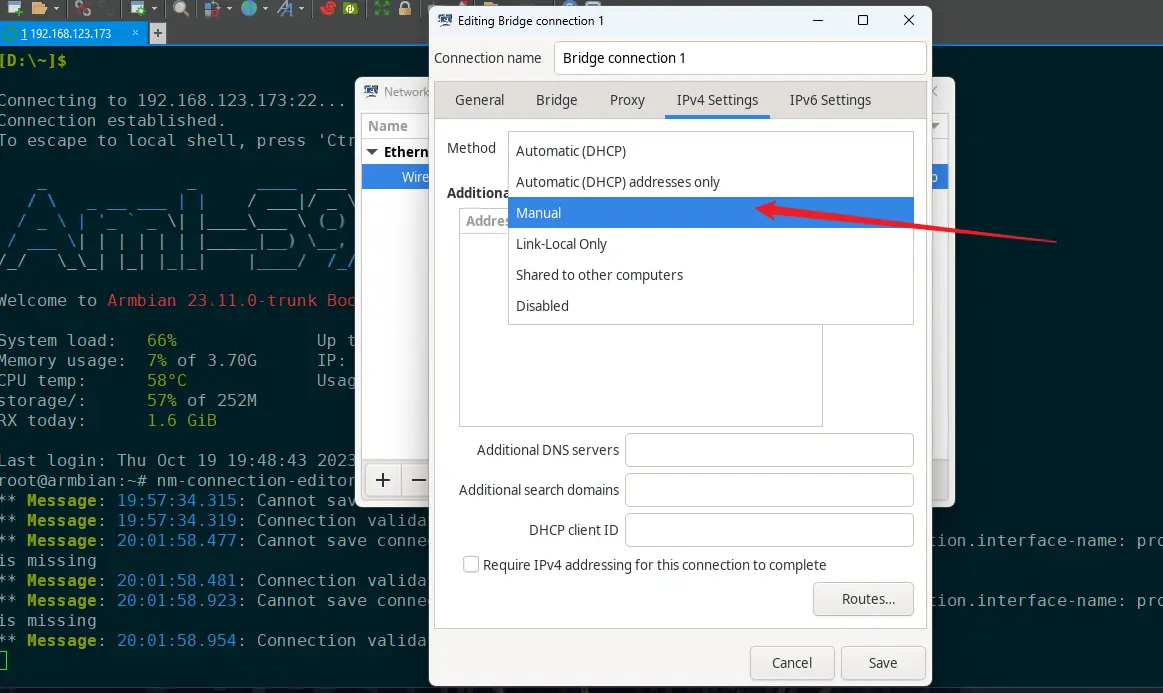 Editing Bridge connection 1
1 192.168.123.173
[D:\~]$
Connection name
Bridge connection 1
Network
Connecting to 192.168.123.173:22...
General
Bridge
Proxy
IPv4 Settings
IPv6 Settings
Connection established.
Name
To escape to local shell, press 'Ctr
Method
Automatic (DHCP)
Ethern
Wire
Automatic (DHCP) addresses only
Additiona
Manual
Addres
Link-Local Only
Shared to other computers
Disabled
Welcome to Armbian 23.11.0-trunk Boo
System load: 66% Up t
Memory usage: 7% of 3.70G IP:
CPU temp: 58°C Usag
storage/: 57% of 252M
RX today: 1.6 GiB
Additional DNS servers
Last login: Thu Oct 19 19:48:43 2023
root@armbian:~# nm-connection-editor
Additional search domains
** Message: 19:57:34.315: Cannot sav
** Message: 19:57:34.319: Connection valida
DHCP client ID
** Message: 20:01:58.477: Cannot save conne
tion.interface-name: pro
is missing
Require IPv4 addressing for this connection to complete
** Message: 20:01:58.481: Connection valida
** Message: 20:01:58.923: Cannot save conne
tion.interface-name: pro
Routes...
is missing
** Message: 20:01:58.954: Connection valida
Cancel
Save